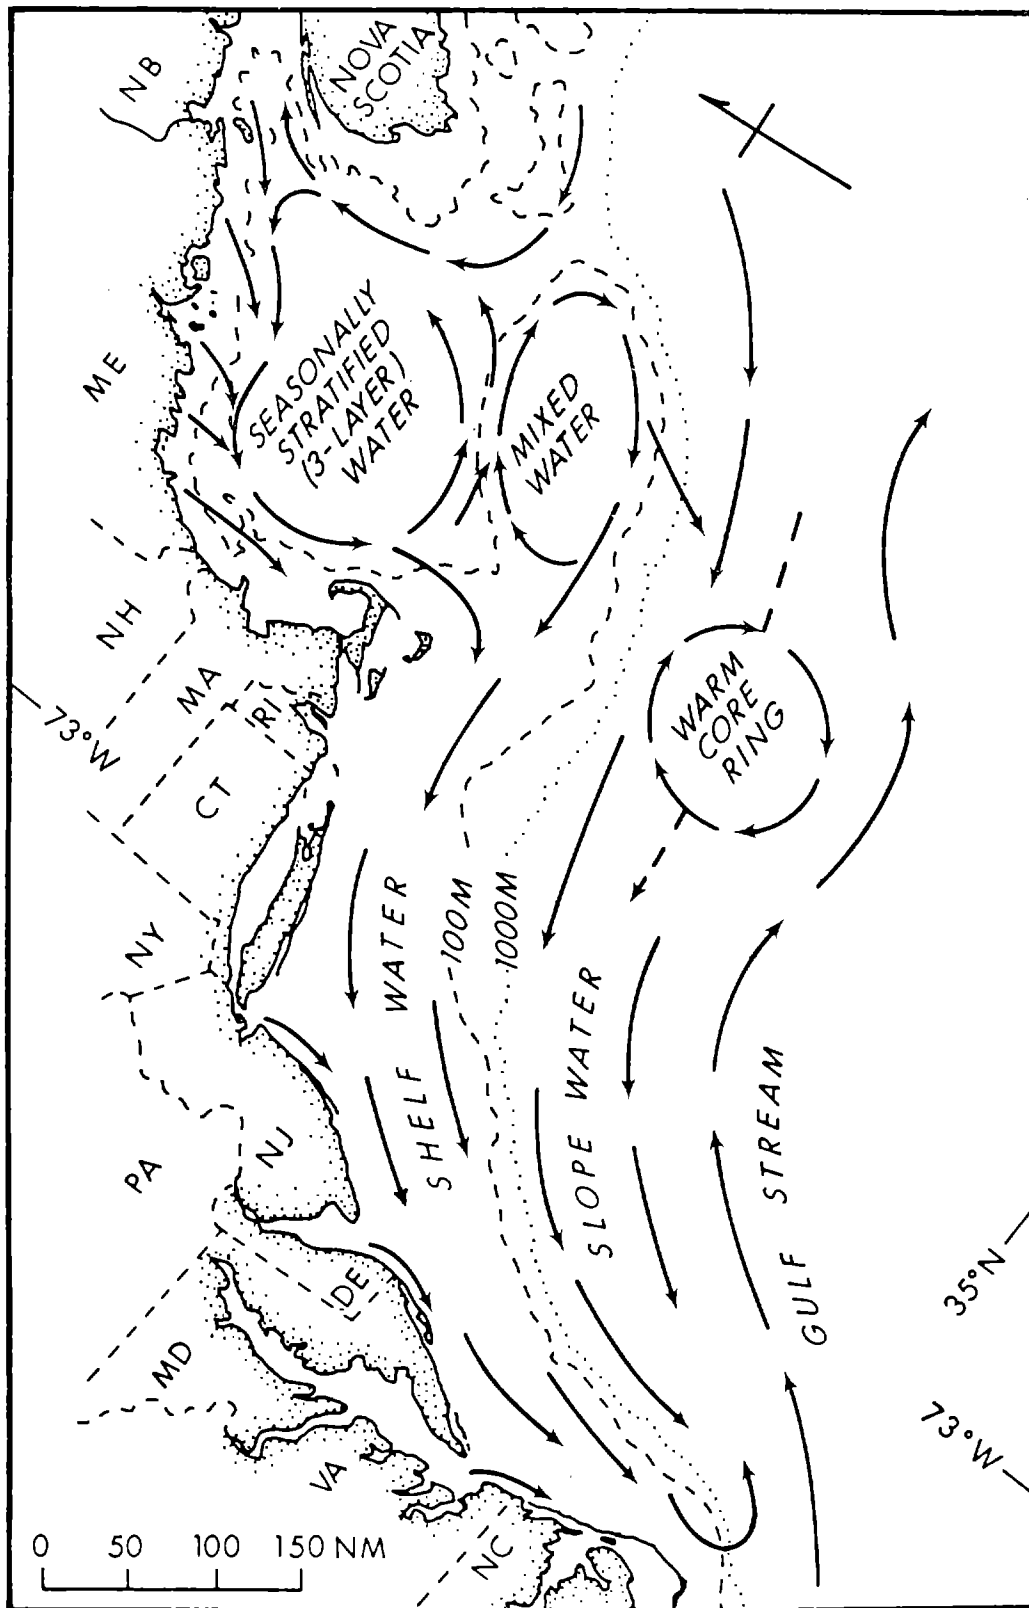 NB
NOVA
SCOTIA
ME
SEASONALLY
STRATIFIED
(3-LAYER)
WATER
MIXED
WATER
NH
MA
RI
73°W
CT
WARM
CORE
RING
NY
SHELF WATER
100M
1000M
SLOPE WATER
GULF STREAM
NJ
PA
DE
MD
VA
NC
35°N
73°W
0 50 100 150 NM